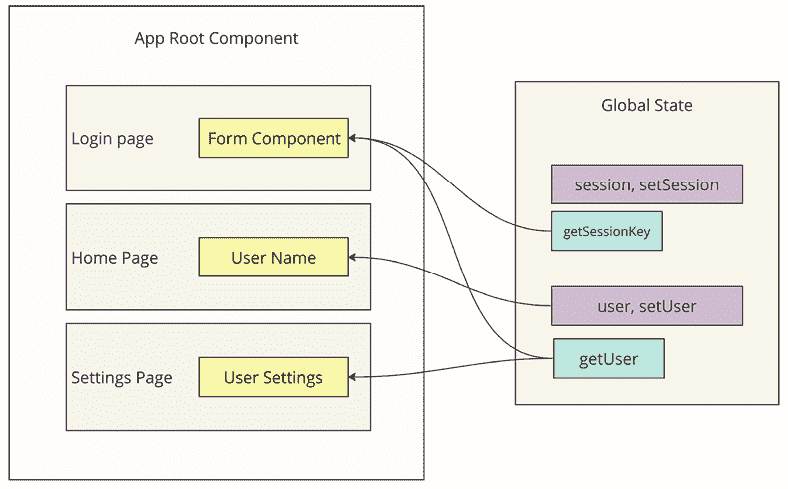 App Root Component
Login page
Form Component
Home Page
User Name
Settings Page
User Settings
Global State
session, setSession
getSessionKey
user, setUser
getUser